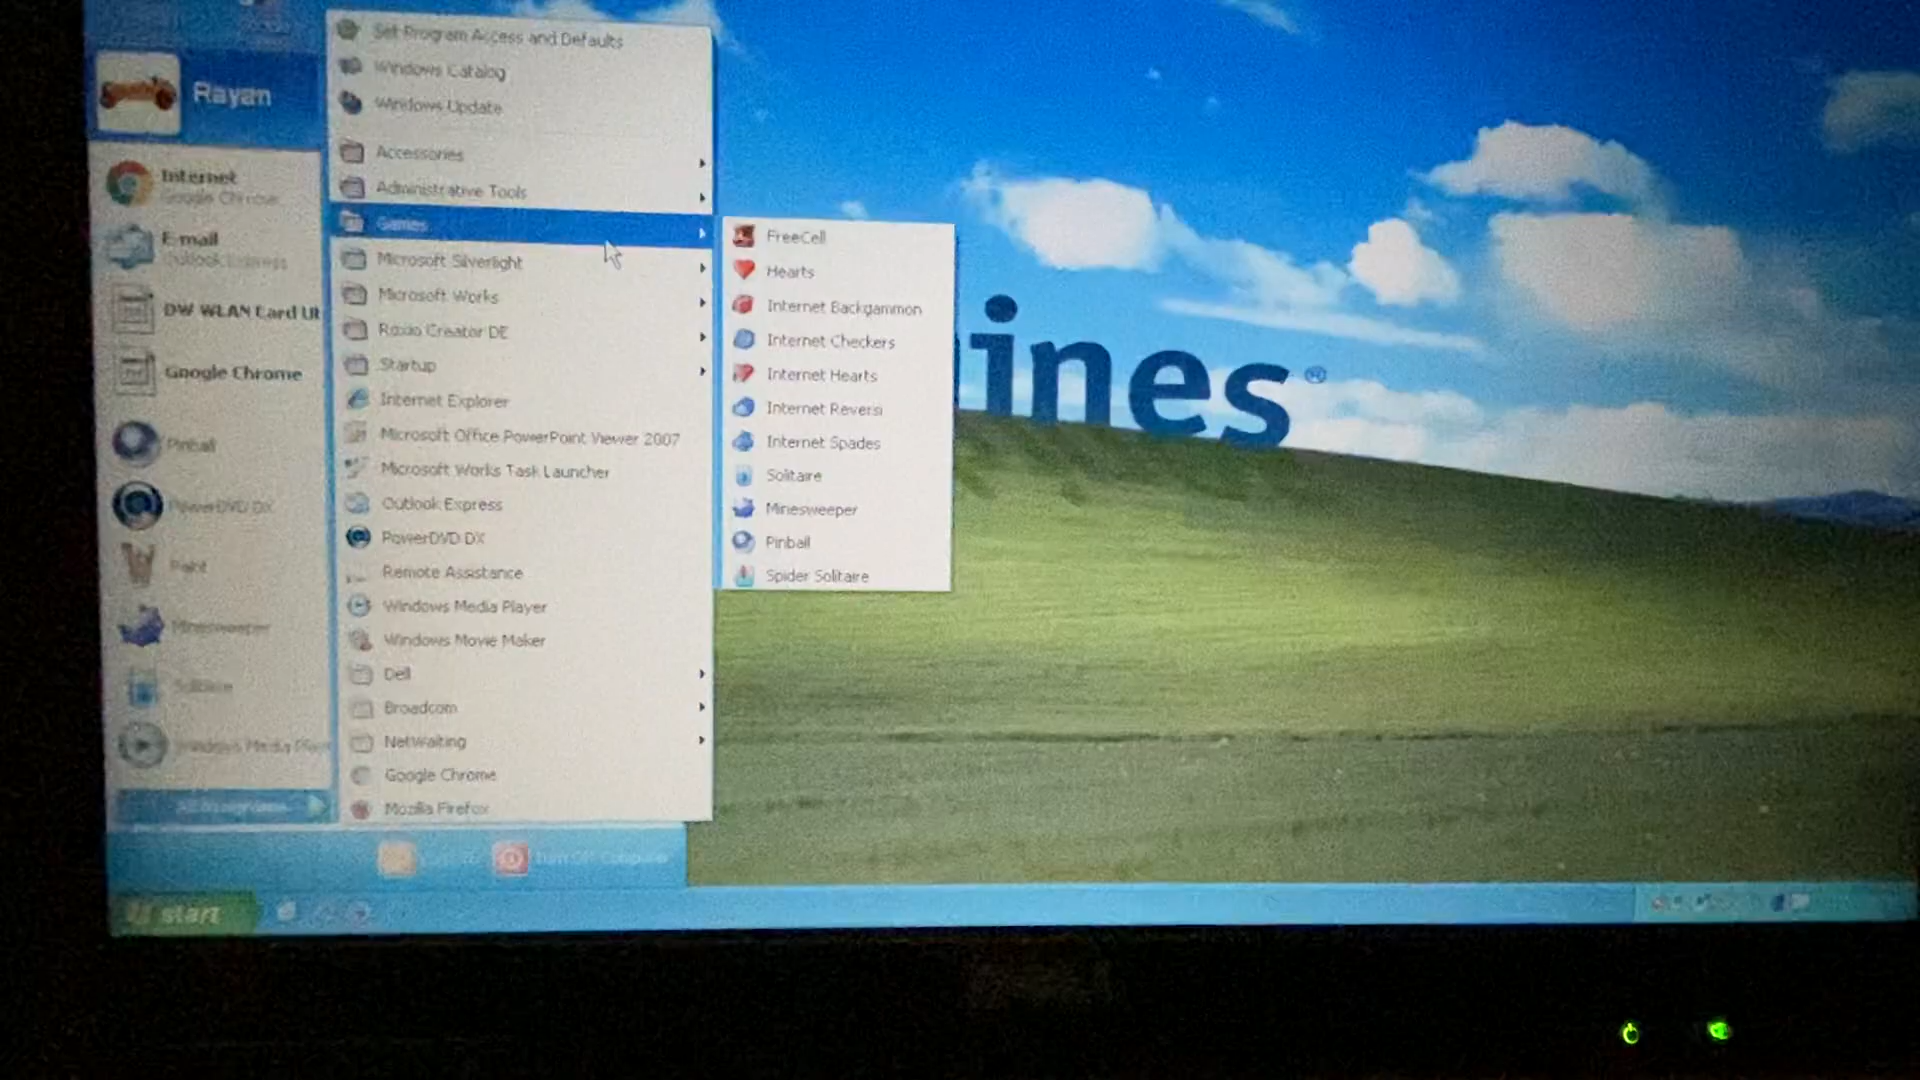 Rayan
Internet
Google Chrome
E-mail
Outlook Express
DW WLAN Card Ut
Google Chrome
Pinball
PowerDVD DX
Paint
Minesweeper
Solitaire
Windows Media Playe
All Programs
Set Program Access and Defaults
Windows Catalog
Windows Update
Accessories
Administrative Tools
Games
Microsoft Silverlight
Microsoft Works
Roxio Creator DE
Startup
Internet Explorer
Microsoft Office PowerPoint Viewer 2007
Microsoft Works Task Launcher
Outlook Express
PowerDVD DX
Remote Assistance
Windows Media Player
Windows Movie Maker
Dell
Broadcom
NetWaiting
Google Chrome
Mozilla Firefox
FreeCell
Hearts
Internet Backgammon
Internet Checkers
Internet Hearts
Internet Reversi
Internet Spades
Solitaire
Minesweeper
Pinball
Spider Solitaire
ines®
Turn Off Computer
start